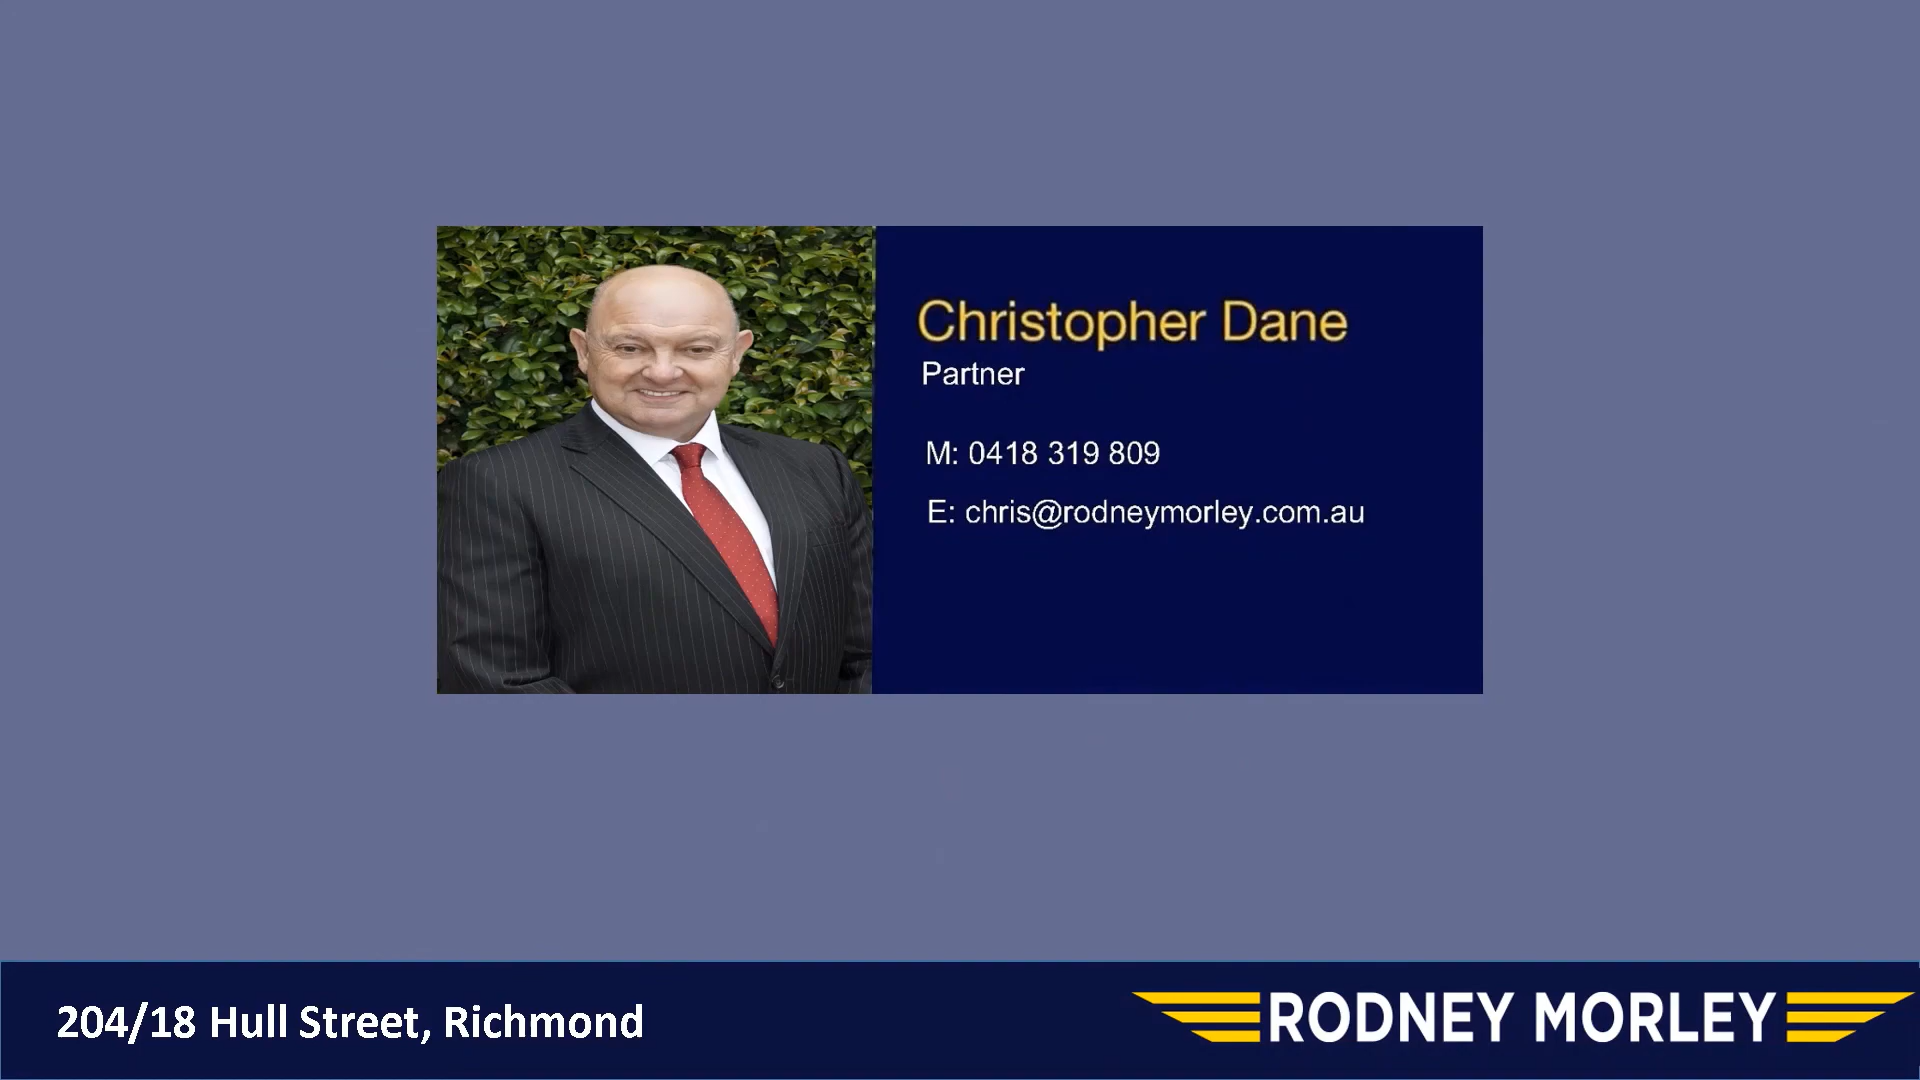 Christopher Dane
Partner
M: 0418 319 809
E: chris@rodneymorley.com.au
204/18 Hull Street, Richmond
RODNEY MORLEY